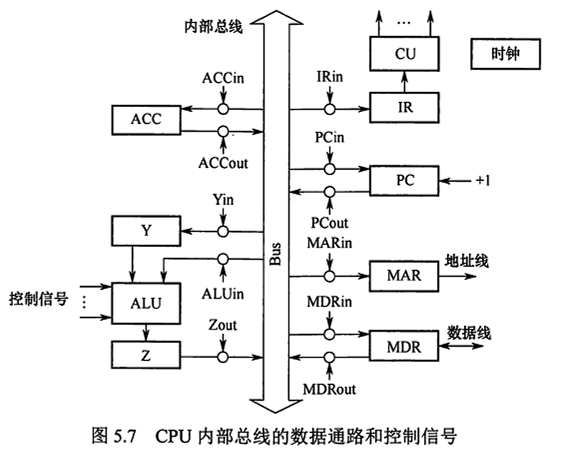 内部总线
…
CU
时钟
ACCin
IRin
ACC
IR
ACCout
PCin
PC
+1
Yin
PCout
Y
MARin
Bus
MAR
地址线
控制信号
⋮
ALU
ALUin
MDRin
数据线
Z
Zout
MDR
MDRout
图 5.7 CPU 内部总线的数据通路和控制信号